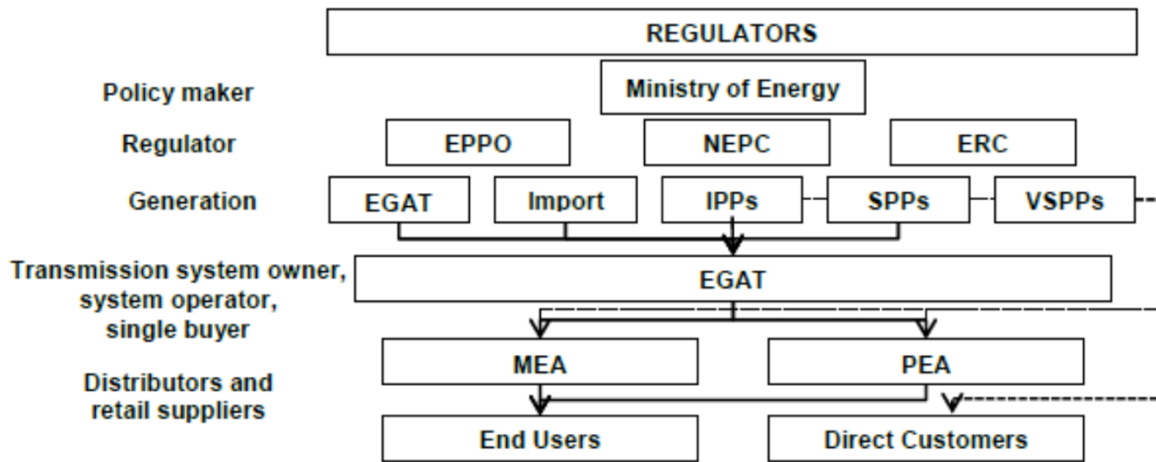 REGULATORS
Policy maker
Ministry of Energy
Regulator
EPPO
NEPC
ERC
Generation
EGAT
Import
IPPs
SPPs
VSPPs
Transmission system owner,
system operator,
single buyer
EGAT
MEA
PEA
Distributors and
retail suppliers
End Users
Direct Customers